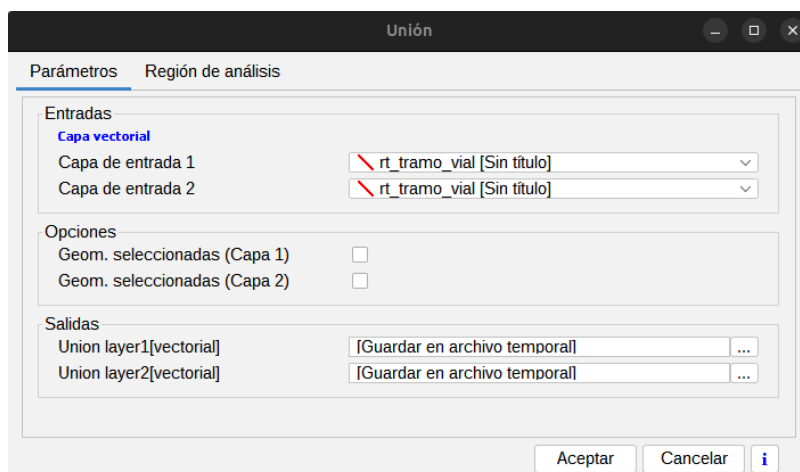 Unión
Parámetros Región de análisis
Entradas
Capa vectorial
Capa de entrada 1 rt_tramo_vial [Sin título]
Capa de entrada 2 rt_tramo_vial [Sin título]
Opciones
Geom. seleccionadas (Capa 1)
Geom. seleccionadas (Capa 2)
Salidas
Union layer1[vectorial] [Guardar en archivo temporal] ...
Union layer2[vectorial] [Guardar en archivo temporal] ...
Aceptar Cancelar i